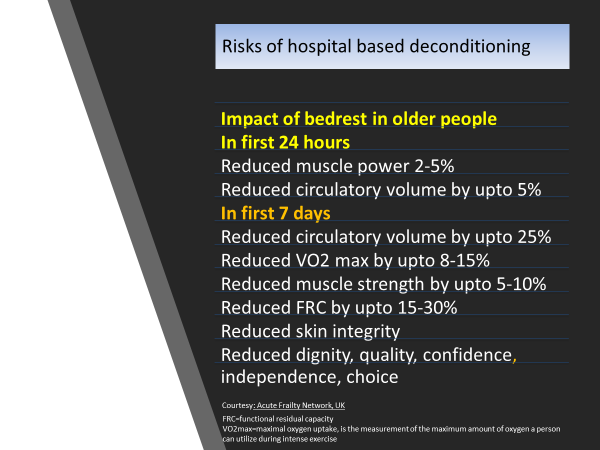 Risks of hospital based deconditioning
Impact of bedrest in older people
In first 24 hours
Reduced muscle power 2-5%
Reduced circulatory volume by upto 5%
In first 7 days
Reduced circulatory volume by upto 25%
Reduced VO2 max by upto 8-15%
Reduced muscle strength by upto 5-10%
Reduced FRC by upto 15-30%
Reduced skin integrity
Reduced dignity, quality, confidence,
independence, choice
Courtesy: Acute Frailty Network, UK
FRC=functional residual capacity
VO2max=maximal oxygen uptake, is the measurement of the maximum amount of oxygen a person
can utilize during intense exercise